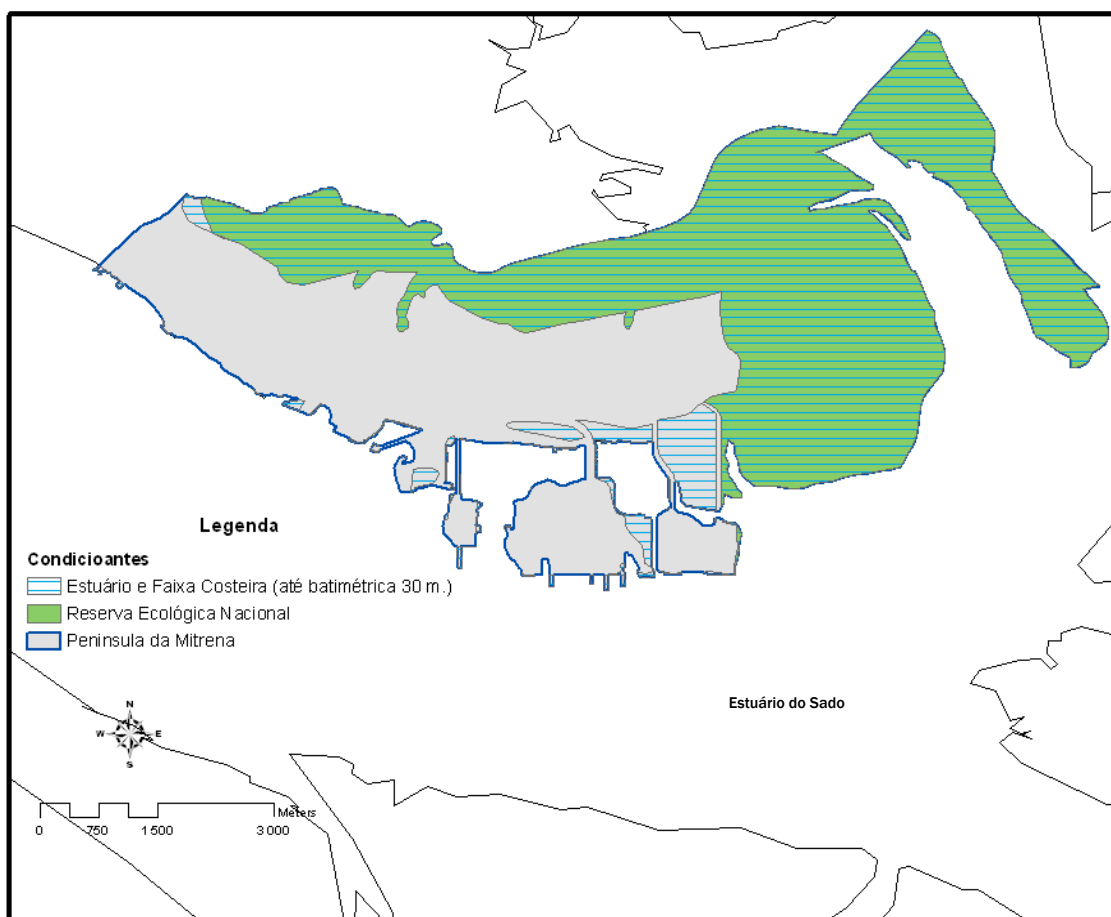 Legenda
Condicioantes
Estuário e Faixa Costeira (até batimétrica 30 m.)
Reserva Ecológica Nacional
Peninsula da Mitrena
Estuário do Sado
N
W E
S
Meters
0 750 1 500 3 000